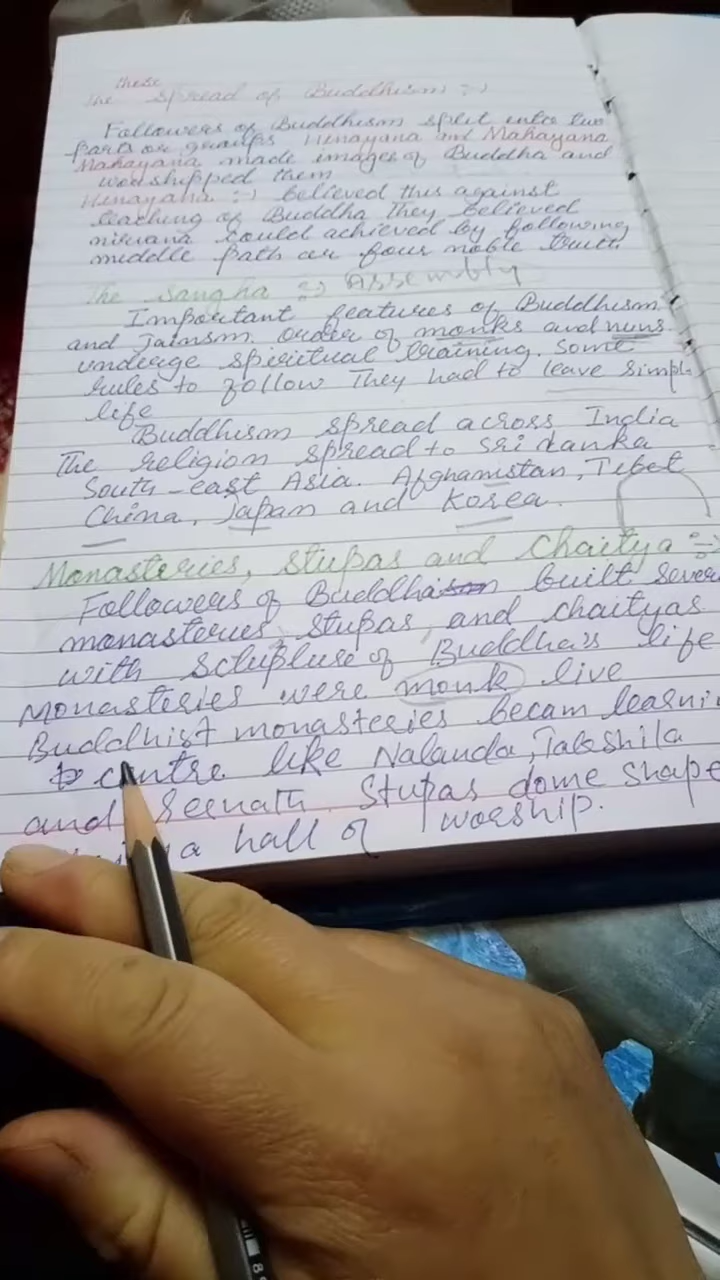 these
The spread of Buddhism :-)
Followers of Buddhism split into two
parts or groups Hinayana and Mahayana
Mahayana made images of Buddha and
worshipped them
Hinayana :-) believed this against
teaching of Buddha They believed
nirvana could achieved by following
middle path or four noble truth
The Sangha :-) Assembly
Important features of Buddhism
and Jainsm. Order of monks and nuns
undergo spiritual training. Some
rules to follow They had to leave simple
life
Buddhism spread across India
The religion spread to Sri Lanka
South-east Asia. Afghanistan, Tibet
China, Japan and Korea.
Monasteries, Stupas and Chaitya :-)
Followers of Buddha built sever
monasteries, stupas, and chaityas
with sclupluse of Buddha's life
Monasteries were monk live
Buddhist monasteries becam learni
centre like Nalanda, Takshila
and Stupas dome shape
a hall of worship.